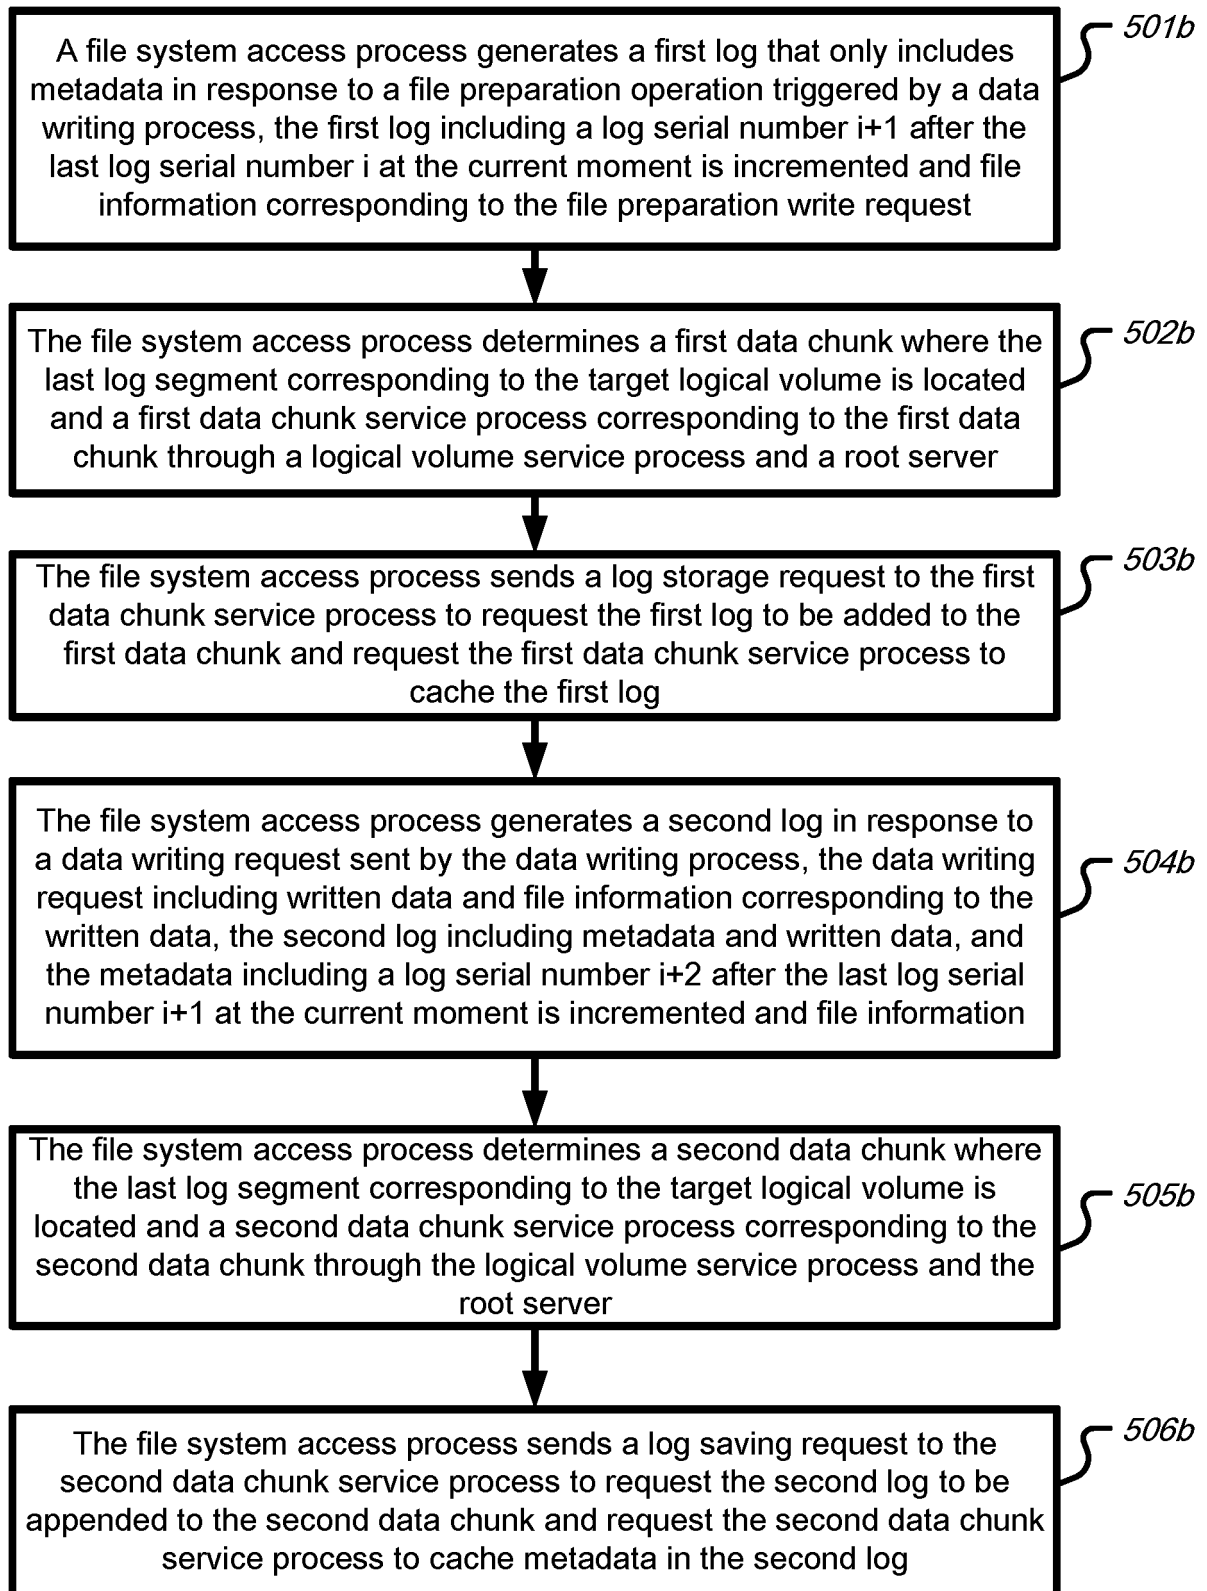 501b
A file system access process generates a first log that only includes
metadata in response to a file preparation operation triggered by a data
writing process, the first log including a log serial number i+1 after the
last log serial number i at the current moment is incremented and file
information corresponding to the file preparation write request
502b
The file system access process determines a first data chunk where the
last log segment corresponding to the target logical volume is located
and a first data chunk service process corresponding to the first data
chunk through a logical volume service process and a root server
503b
The file system access process sends a log storage request to the first
data chunk service process to request the first log to be added to the
first data chunk and request the first data chunk service process to
cache the first log
504b
The file system access process generates a second log in response to
a data writing request sent by the data writing process, the data writing
request including written data and file information corresponding to the
written data, the second log including metadata and written data, and
the metadata including a log serial number i+2 after the last log serial
number i+1 at the current moment is incremented and file information
505b
The file system access process determines a second data chunk where
the last log segment corresponding to the target logical volume is
located and a second data chunk service process corresponding to the
second data chunk through the logical volume service process and the
root server
506b
The file system access process sends a log saving request to the
second data chunk service process to request the second log to be
appended to the second data chunk and request the second data chunk
service process to cache metadata in the second log